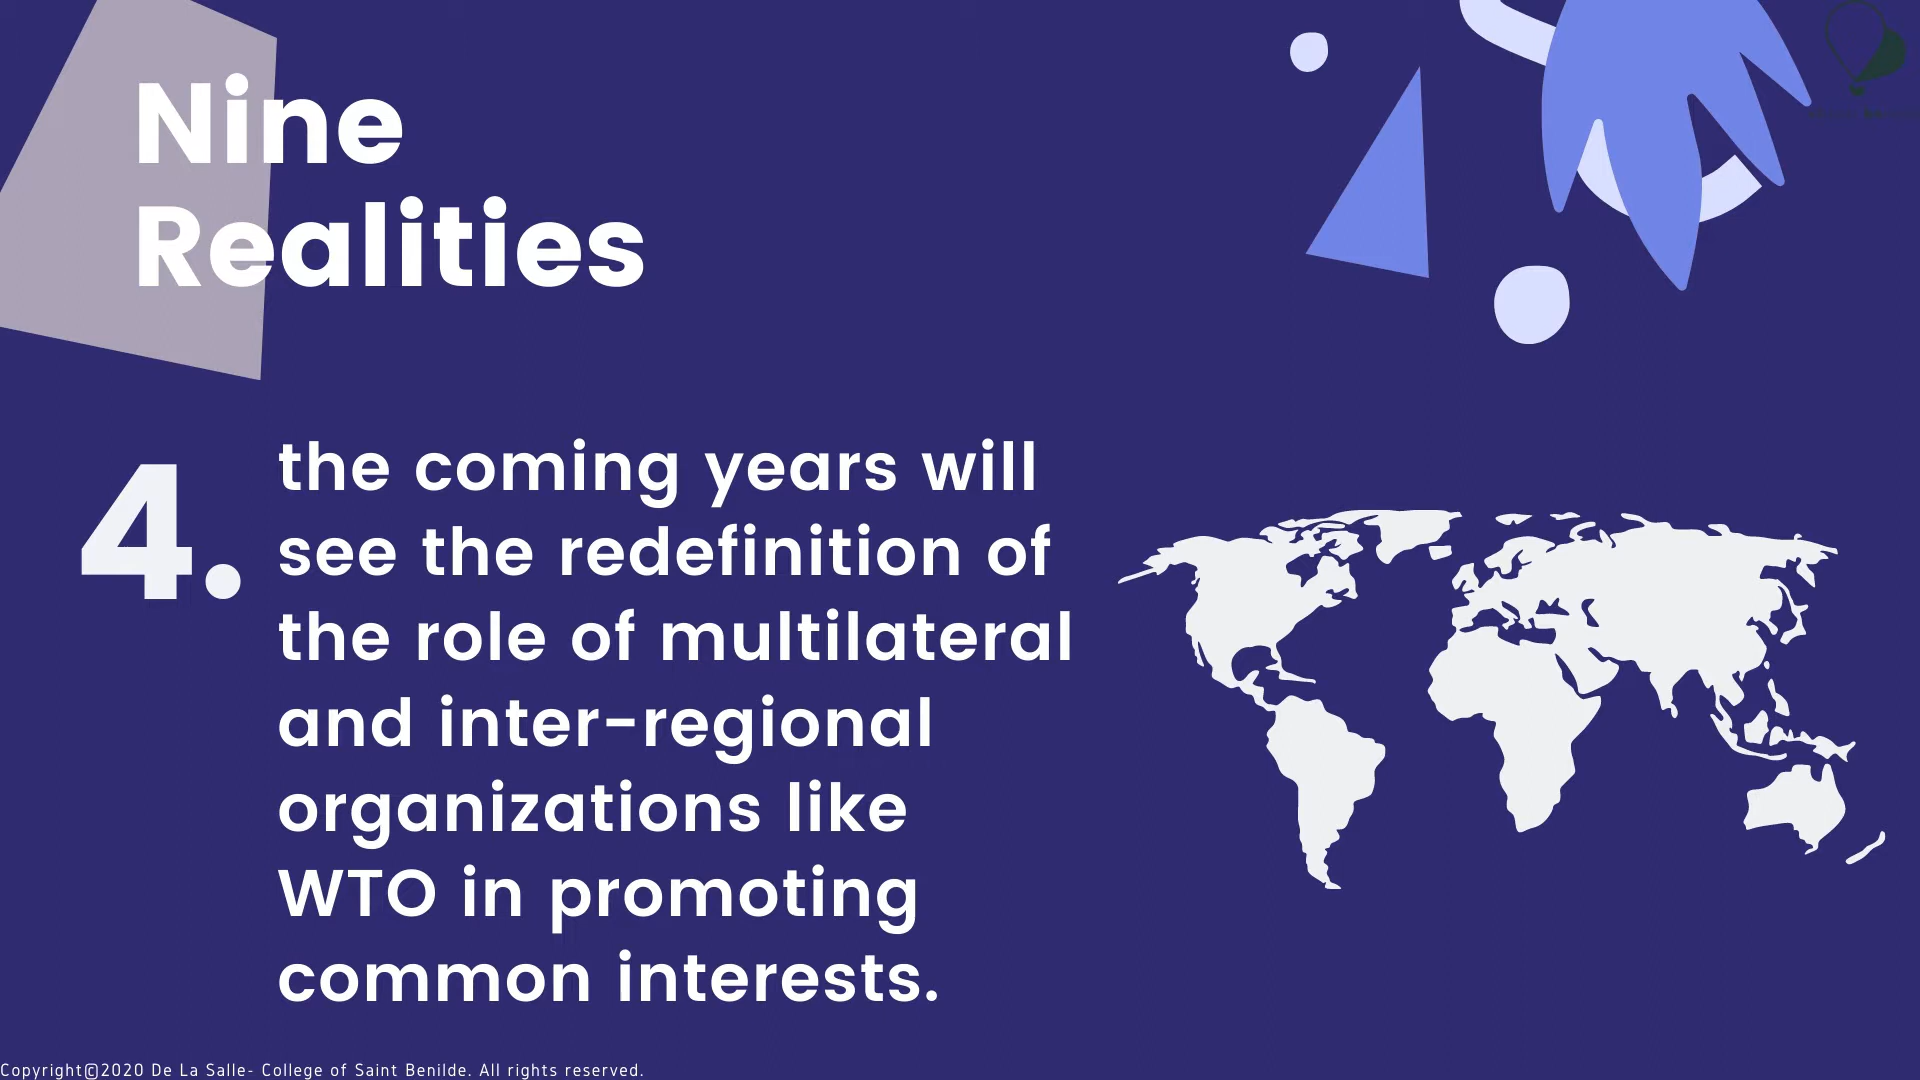 Nine
Realities
4.
the coming years will
see the redefinition of
the role of multilateral
and inter-regional
organizations like
WTO in promoting
common interests.
Copyright©2020 De La Salle- College of Saint Benilde. All rights reserved.